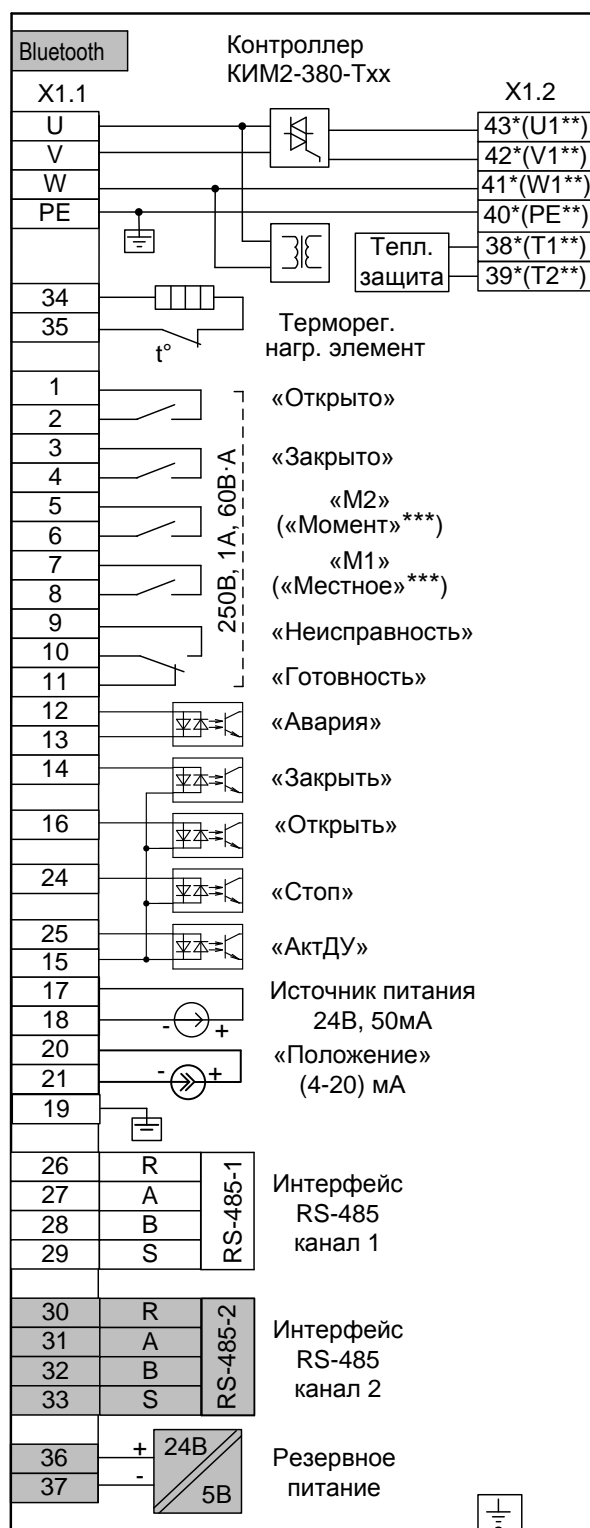 Bluetooth
Контроллер
КИМ2-380-Тхх
X1.1
X1.2
U
43*(U1**)
V
42*(V1**)
W
41*(W1**)
PE
40*(PE**)
Тепл.
защита
38*(T1**)
39*(T2**)
34
35
t°
Терморег.
нагр. элемент
1
2
«Открыто»
3
4
«Закрыто»
5
6
«М2»
(«Момент»***)
7
8
«М1»
(«Местное»***)
250В, 1А, 60В·А
9
«Неисправность»
10
11
«Готовность»
12
13
«Авария»
14
«Закрыть»
16
«Открыть»
24
«Стоп»
25
15
«АктДУ»
17
18
- +
Источник питания
24В, 50мА
20
21
- +
«Положение»
(4-20) мА
19
26 R
27 A
28 B
29 S
RS-485-1
Интерфейс
RS-485
канал 1
30 R
31 A
32 B
33 S
RS-485-2
Интерфейс
RS-485
канал 2
36 +
37 -
24В
5В
Резервное
питание